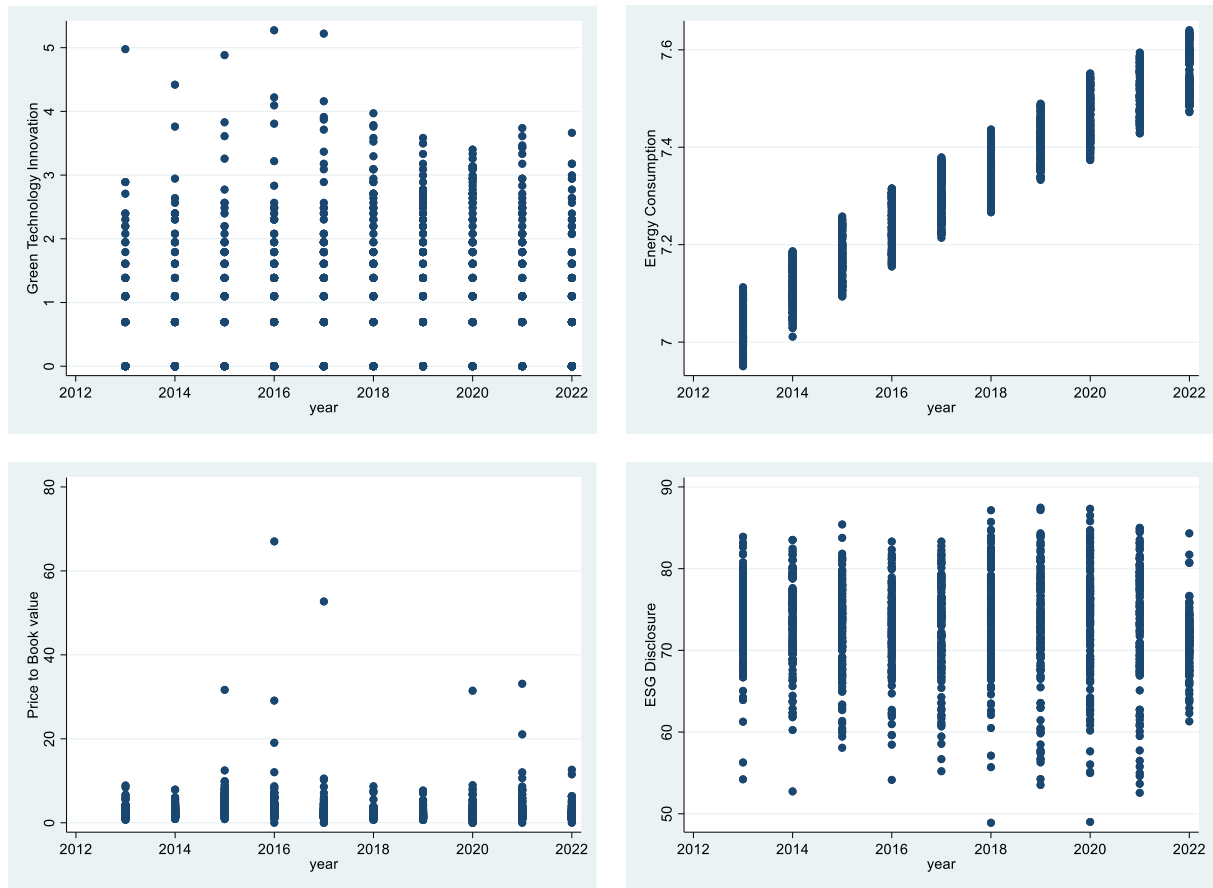 Green Technology Innovation
5
4
3
2
1
0
2012 2014 2016 2018 2020 2022
year
Energy Consumption
7.6
7.4
7.2
7
2012 2014 2016 2018 2020 2022
year
Price to Book value
80
60
40
20
0
2012 2014 2016 2018 2020 2022
year
ESG Disclosure
90
80
70
60
50
2012 2014 2016 2018 2020 2022
year